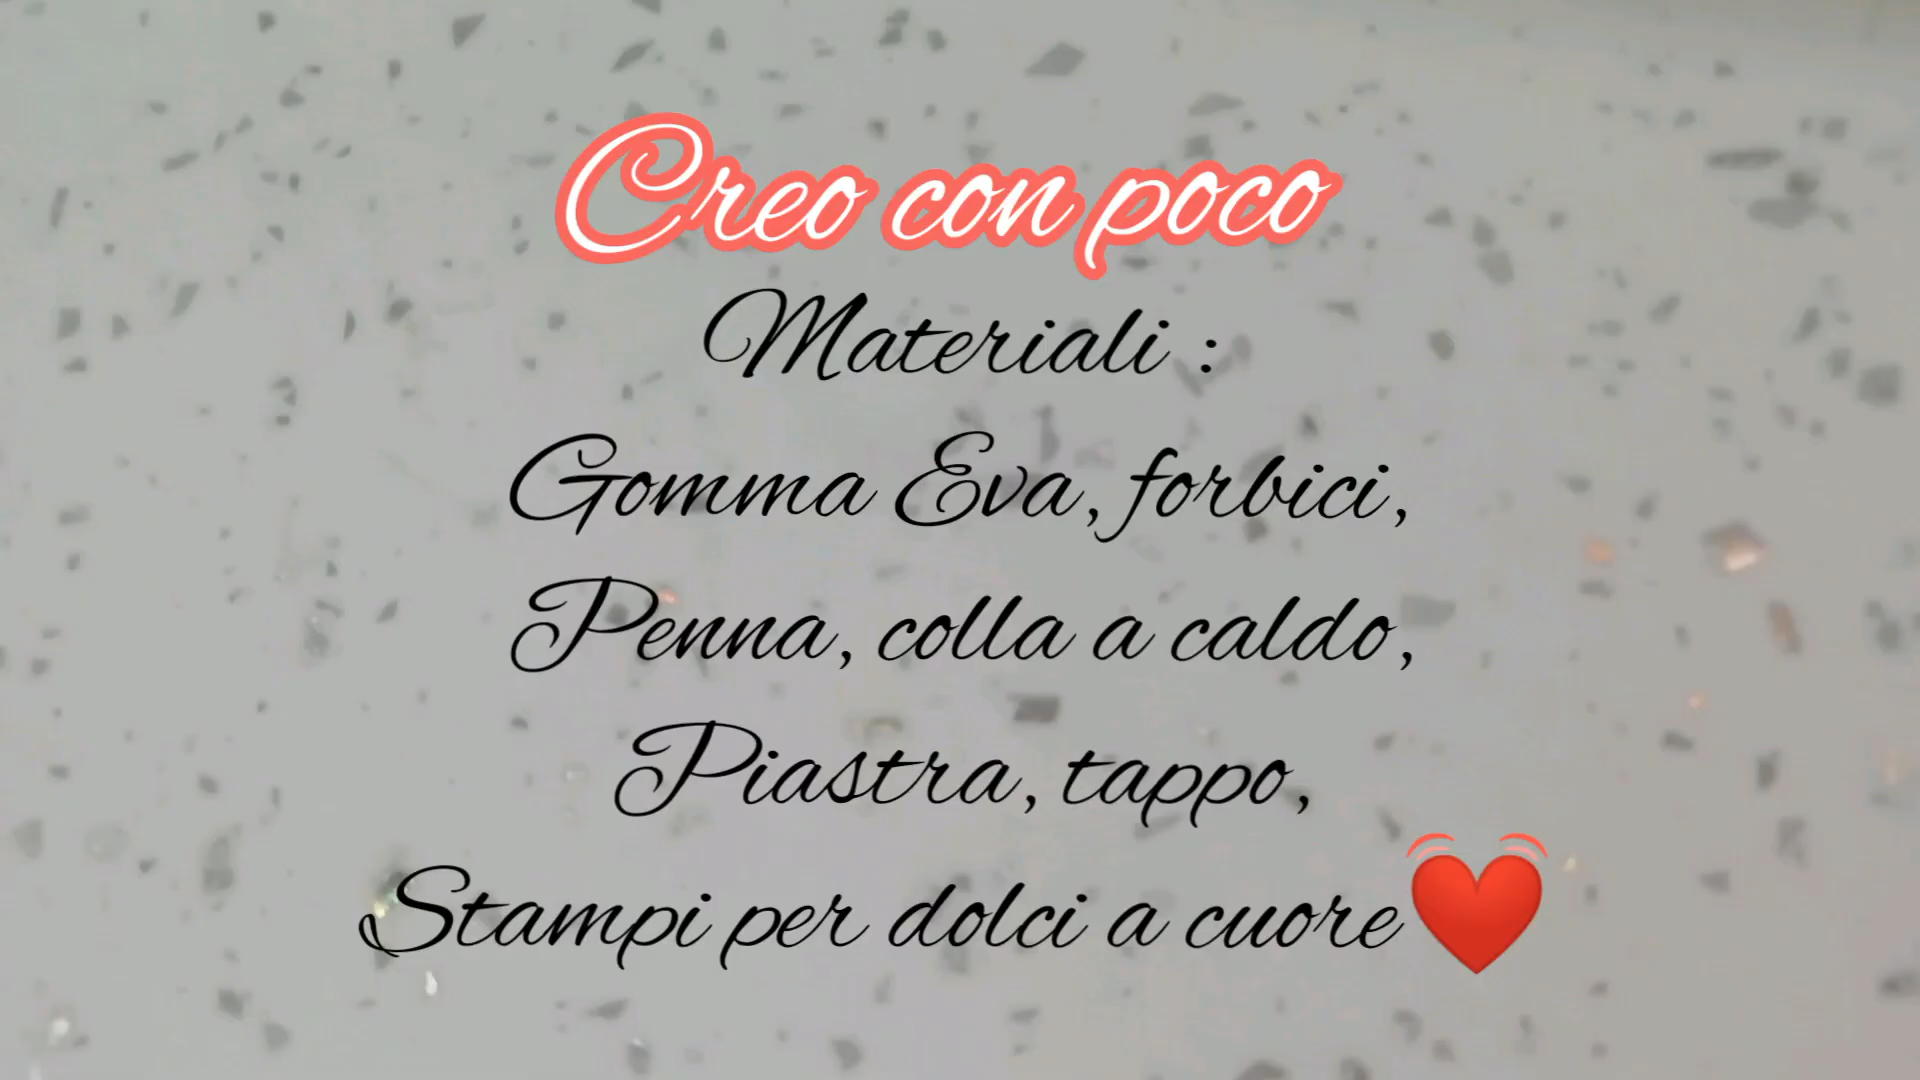 Creo con poco
Materiali :
Gomma Eva, forbici,
Penna, colla a caldo,
Piastra, tappo,
Stampi per dolci a cuore💓